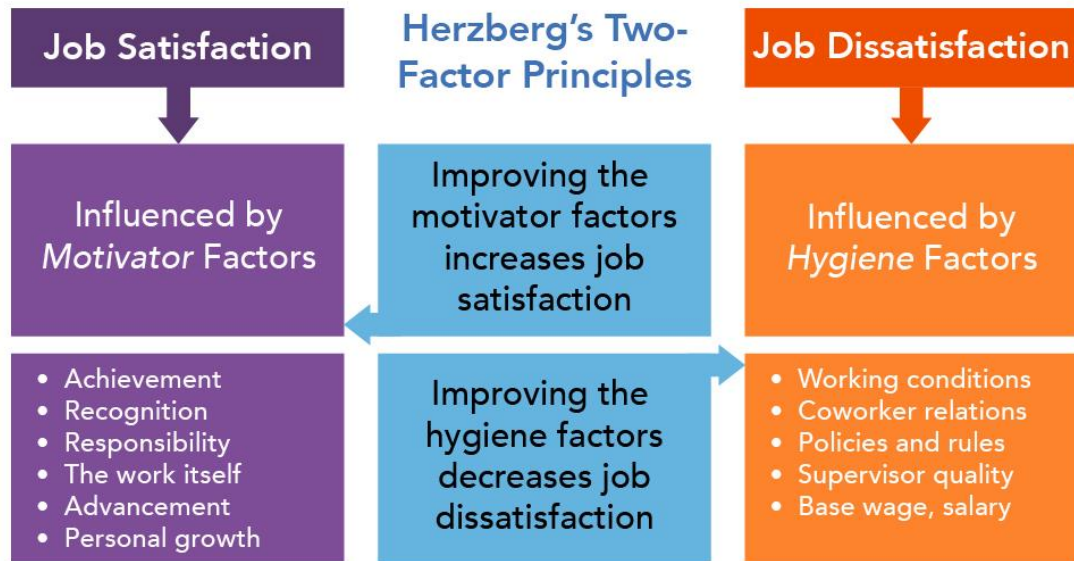 Job Satisfaction
Herzberg's Two-
Factor Principles
Job Dissatisfaction
Influenced by
Motivator Factors
Improving the
motivator factors
increases job
satisfaction
Influenced by
Hygiene Factors
• Achievement
• Recognition
• Responsibility
• The work itself
• Advancement
• Personal growth
Improving the
hygiene factors
decreases job
dissatisfaction
• Working conditions
• Coworker relations
• Policies and rules
• Supervisor quality
• Base wage, salary